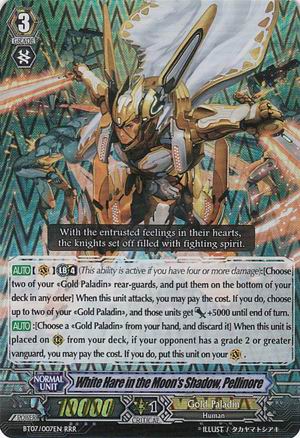 3
GRADE
With the entrusted feelings in their hearts,
the knights set off filled with fighting spirit.
AUTO [ ] LB 4 (This ability is active if you have four or more damage):[Choose
two of your «Gold Paladin» rear-guards, and put them on the bottom of your
deck in any order] When this unit attacks, you may pay the cost. If you do, choose
up to two of your «Gold Paladin», and those units get +5000 until end of turn.
AUTO :[Choose a «Gold Paladin» from your hand, and discard it] When this unit is
placed on from your deck, if your opponent has a grade 2 or greater
vanguard, you may pay the cost. If you do, put this unit on your
NORMAL
UNIT
White Hare in the Moon's Shadow, Pellinore
10000
1
CRITICAL
Gold Paladin
Human
BT07/007EN RRR
ILLUST / タカヤマトシアキ